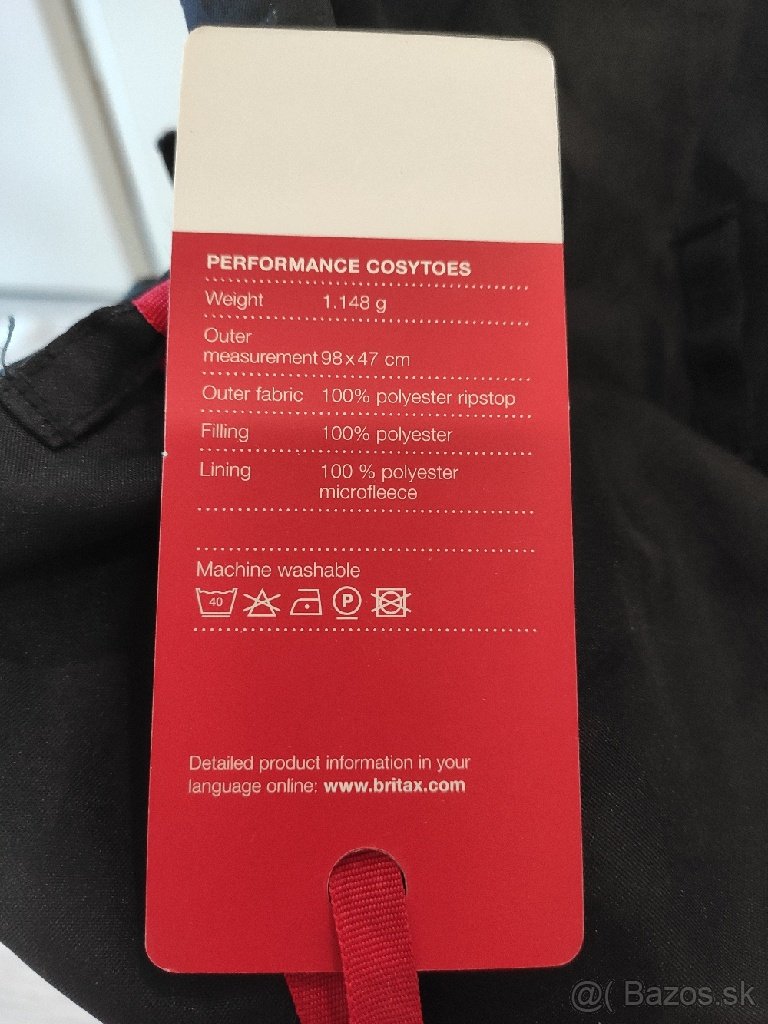 PERFORMANCE COSYTOES
Weight 1.148 g
Outer
measurement 98 x 47 cm
Outer fabric 100% polyester ripstop
Filling 100% polyester
Lining 100 % polyester
microfleece
Machine washable
40 P
Detailed product information in your
language online: www.britax.com
@( Bazos.sk